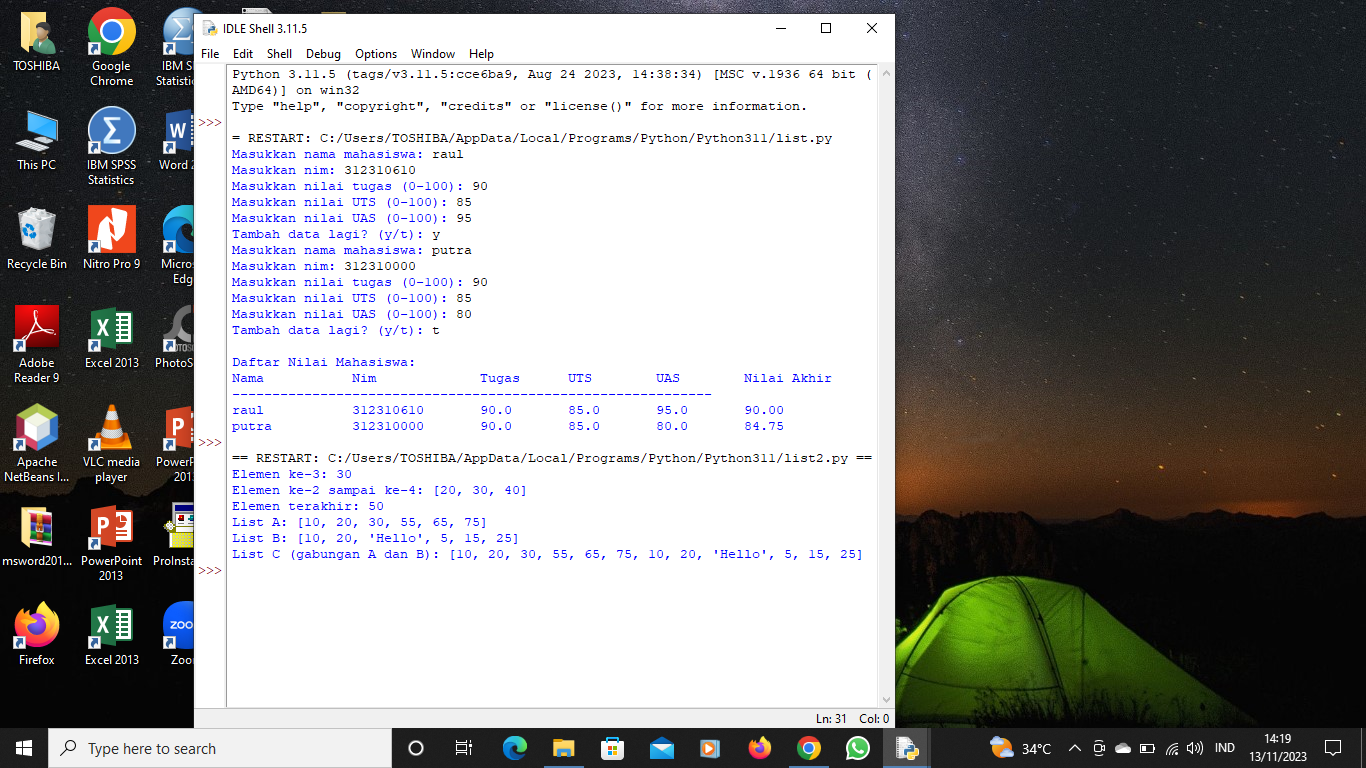 IDLE Shell 3.11.5
File Edit Shell Debug Options Window Help
Python 3.11.5 (tags/v3.11.5:cce6ba9, Aug 24 2023, 14:38:34) [MSC v.1936 64 bit (
AMD64)] on win32
Type "help", "copyright", "credits" or "license()" for more information.
>>>
= RESTART: C:/Users/TOSHIBA/AppData/Local/Programs/Python/Python311/list.py
Masukkan nama mahasiswa: raul
Masukkan nim: 312310610
Masukkan nilai tugas (0-100): 90
Masukkan nilai UTS (0-100): 85
Masukkan nilai UAS (0-100): 95
Tambah data lagi? (y/t): y
Masukkan nama mahasiswa: putra
Masukkan nim: 312310000
Masukkan nilai tugas (0-100): 90
Masukkan nilai UTS (0-100): 85
Masukkan nilai UAS (0-100): 80
Tambah data lagi? (y/t): t
Daftar Nilai Mahasiswa:
Nama Nim Tugas UTS UAS Nilai Akhir
------------------------------------------------------------
raul 312310610 90.0 85.0 95.0 90.00
putra 312310000 90.0 85.0 80.0 84.75
>>>
== RESTART: C:/Users/TOSHIBA/AppData/Local/Programs/Python/Python311/list2.py ==
Elemen ke-3: 30
Elemen ke-2 sampai ke-4: [20, 30, 40]
Elemen terakhir: 50
List A: [10, 20, 30, 55, 65, 75]
List B: [10, 20, 'Hello', 5, 15, 25]
List C (gabungan A dan B): [10, 20, 30, 55, 65, 75, 10, 20, 'Hello', 5, 15, 25]
>>>
Ln: 31 Col: 0
TOSHIBA
Google
Chrome
IBM SP
Statistic
This PC
IBM SPSS
Statistics
Word 2
Recycle Bin
Nitro Pro 9
Micros
Edg
Adobe
Reader 9
Excel 2013
PhotoS
Apache
NetBeans I...
VLC media
player
PowerP
201
msword201...
PowerPoint
2013
ProInsta
Firefox
Excel 2013
Zoo
Type here to search
34°C
IND
14:19
13/11/2023